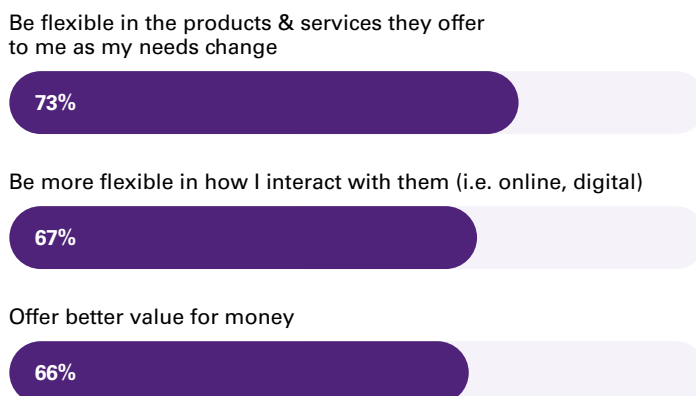 Be flexible in the products & services they offer
to me as my needs change
73%
Be more flexible in how I interact with them (i.e. online, digital)
67%
Offer better value for money
66%